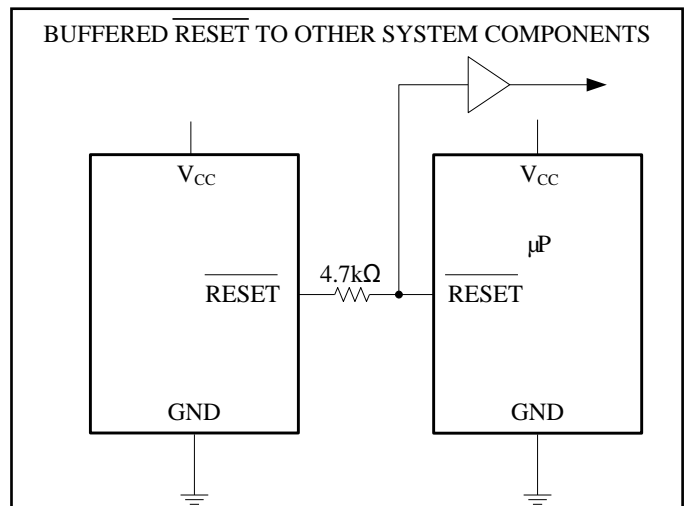 BUFFERED RESET TO OTHER SYSTEM COMPONENTS
VCC
VCC
μP
4.7kΩ
RESET
RESET
GND
GND